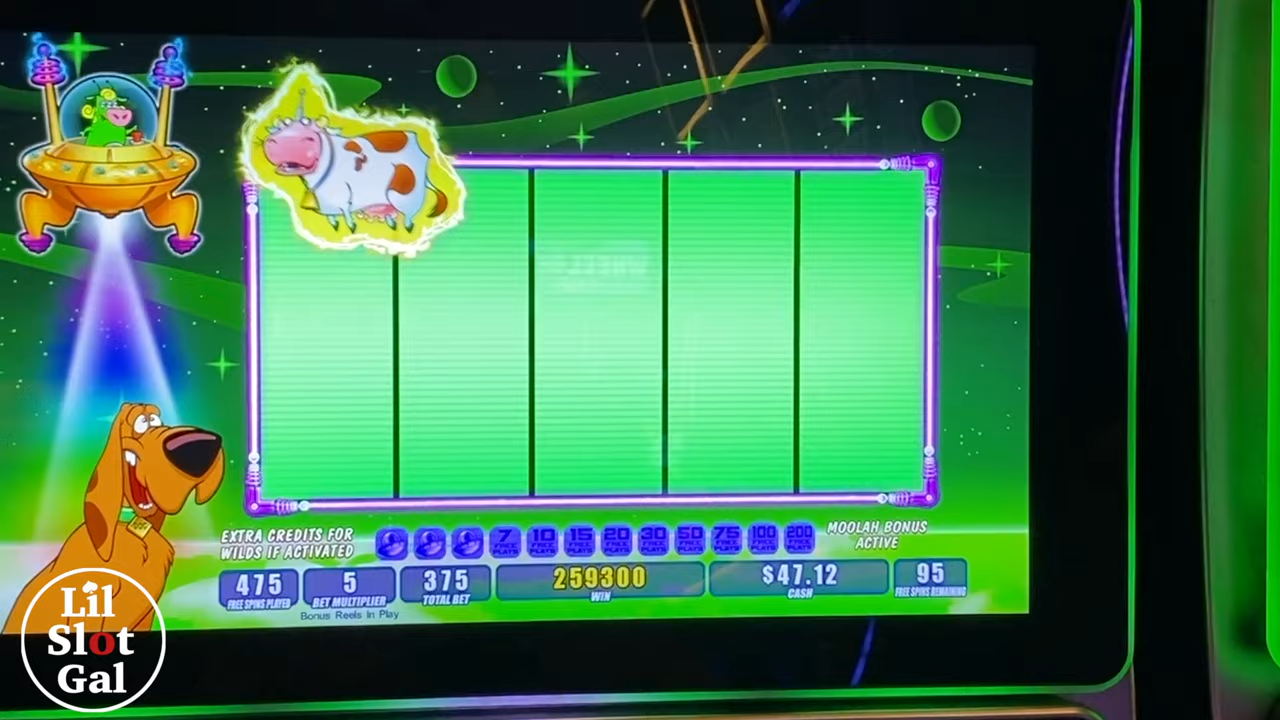 EXTRA CREDITS FOR
WILDS IF ACTIVATED
7 FREE PLAYS
10 FREE PLAYS
15 FREE PLAYS
20 FREE PLAYS
30 FREE PLAYS
50 FREE PLAYS
75 FREE PLAYS
100 FREE PLAYS
200 FREE PLAYS
MOOLAH BONUS
ACTIVE
475
FREE SPINS PLAYED
5
BET MULTIPLIER
375
TOTAL BET
259300
WIN
$47.12
CASH
95
FREE SPINS REMAINING
Bonus Reels In Play
Lil
Slot
Gal